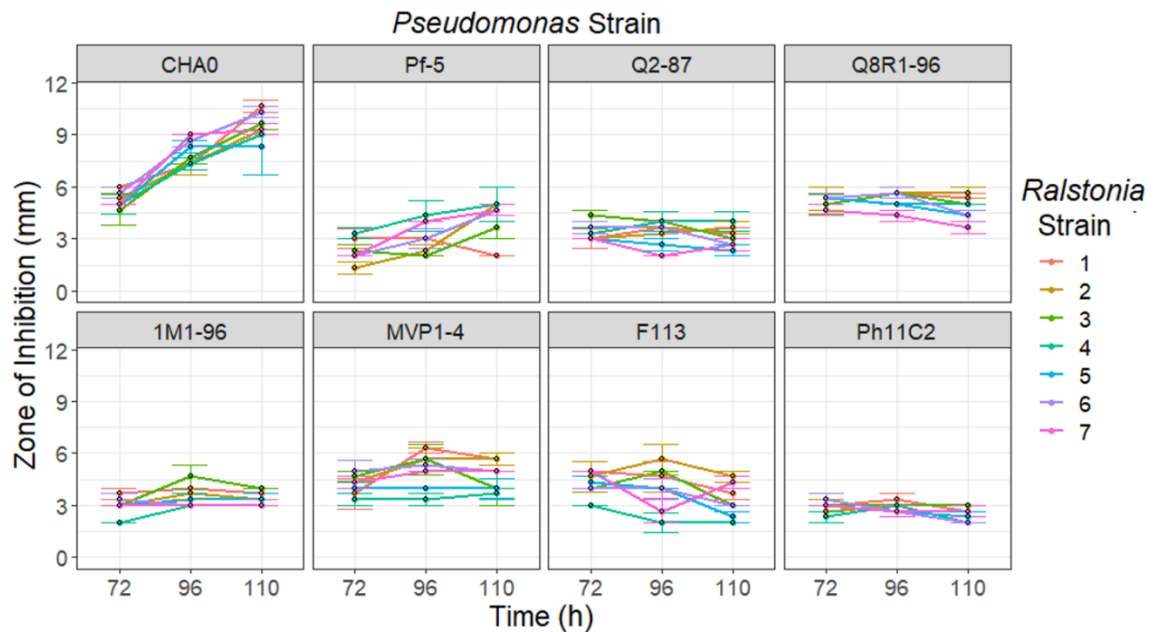 Pseudomonas Strain
CHA0
Pf-5
Q2-87
Q8R1-96
12
9
6
3
0
Zone of Inhibition (mm)
1M1-96
MVP1-4
F113
Ph11C2
12
9
6
3
0
72 96 110
72 96 110
72 96 110
72 96 110
Time (h)
Ralstonia
Strain
1
2
3
4
5
6
7